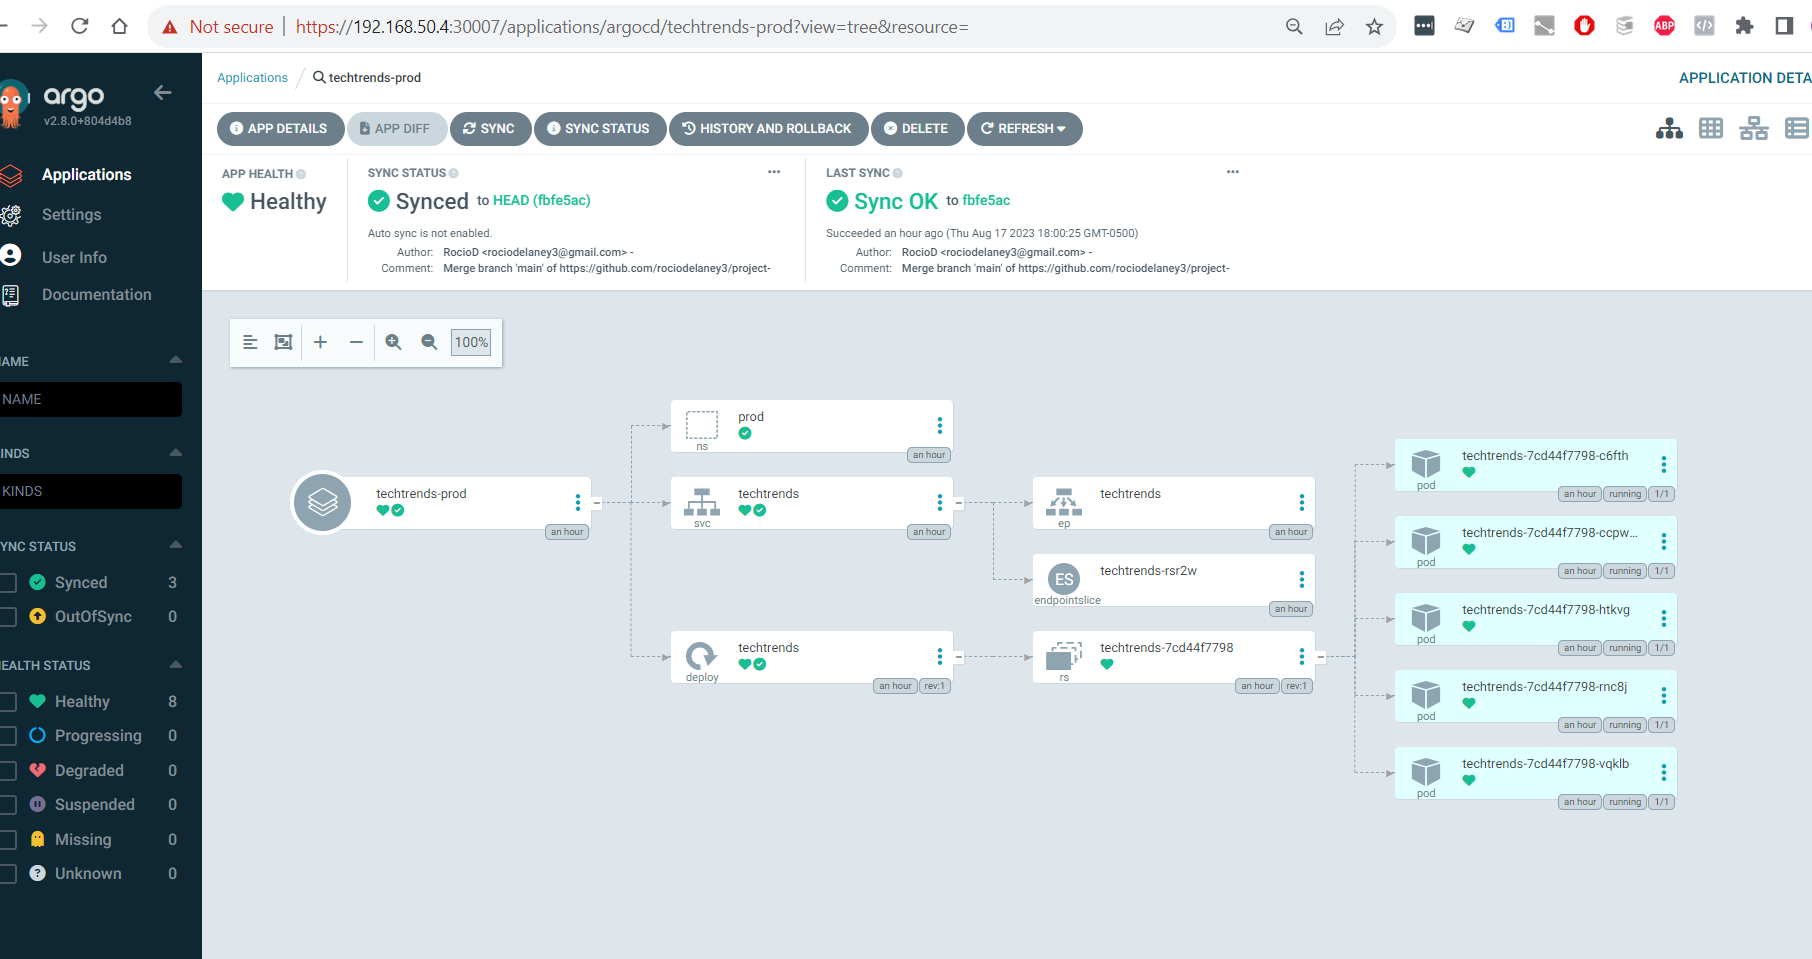 Not secure
https://192.168.50.4:30007/applications/argocd/techtrends-prod?view=tree&resource=
ABP
argo
v2.8.0+804d4b8
Applications
Settings
User Info
Documentation
AME
NAME
INDS
KINDS
YNC STATUS
Synced 3
OutOfSync 0
EALTH STATUS
Healthy 8
Progressing 0
Degraded 0
Suspended 0
Missing 0
Unknown 0
Applications / techtrends-prod
APPLICATION DETA
APP DETAILS
APP DIFF
SYNC
SYNC STATUS
HISTORY AND ROLLBACK
DELETE
REFRESH
APP HEALTH
Healthy
SYNC STATUS
Synced to HEAD (fbfe5ac)
Auto sync is not enabled.
Author: RocioD <rociodelaney3@gmail.com> -
Comment: Merge branch 'main' of https://github.com/rociodelaney3/project-
LAST SYNC
Sync OK to fbfe5ac
Succeeded an hour ago (Thu Aug 17 2023 18:00:25 GMT-0500)
Author: RocioD <rociodelaney3@gmail.com> -
Comment: Merge branch 'main' of https://github.com/rociodelaney3/project-
100%
techtrends-prod
an hour
prod
ns
an hour
techtrends
svc
an hour
techtrends
deploy
an hour rev:1
techtrends
ep
an hour
ES
techtrends-rsr2w
endpointslice
an hour
techtrends-7cd44f7798
rs
an hour rev:1
techtrends-7cd44f7798-c6fth
pod
an hour running 1/1
techtrends-7cd44f7798-ccpw...
pod
an hour running 1/1
techtrends-7cd44f7798-htkvg
pod
an hour running 1/1
techtrends-7cd44f7798-rnc8j
pod
an hour running 1/1
techtrends-7cd44f7798-vqklb
pod
an hour running 1/1